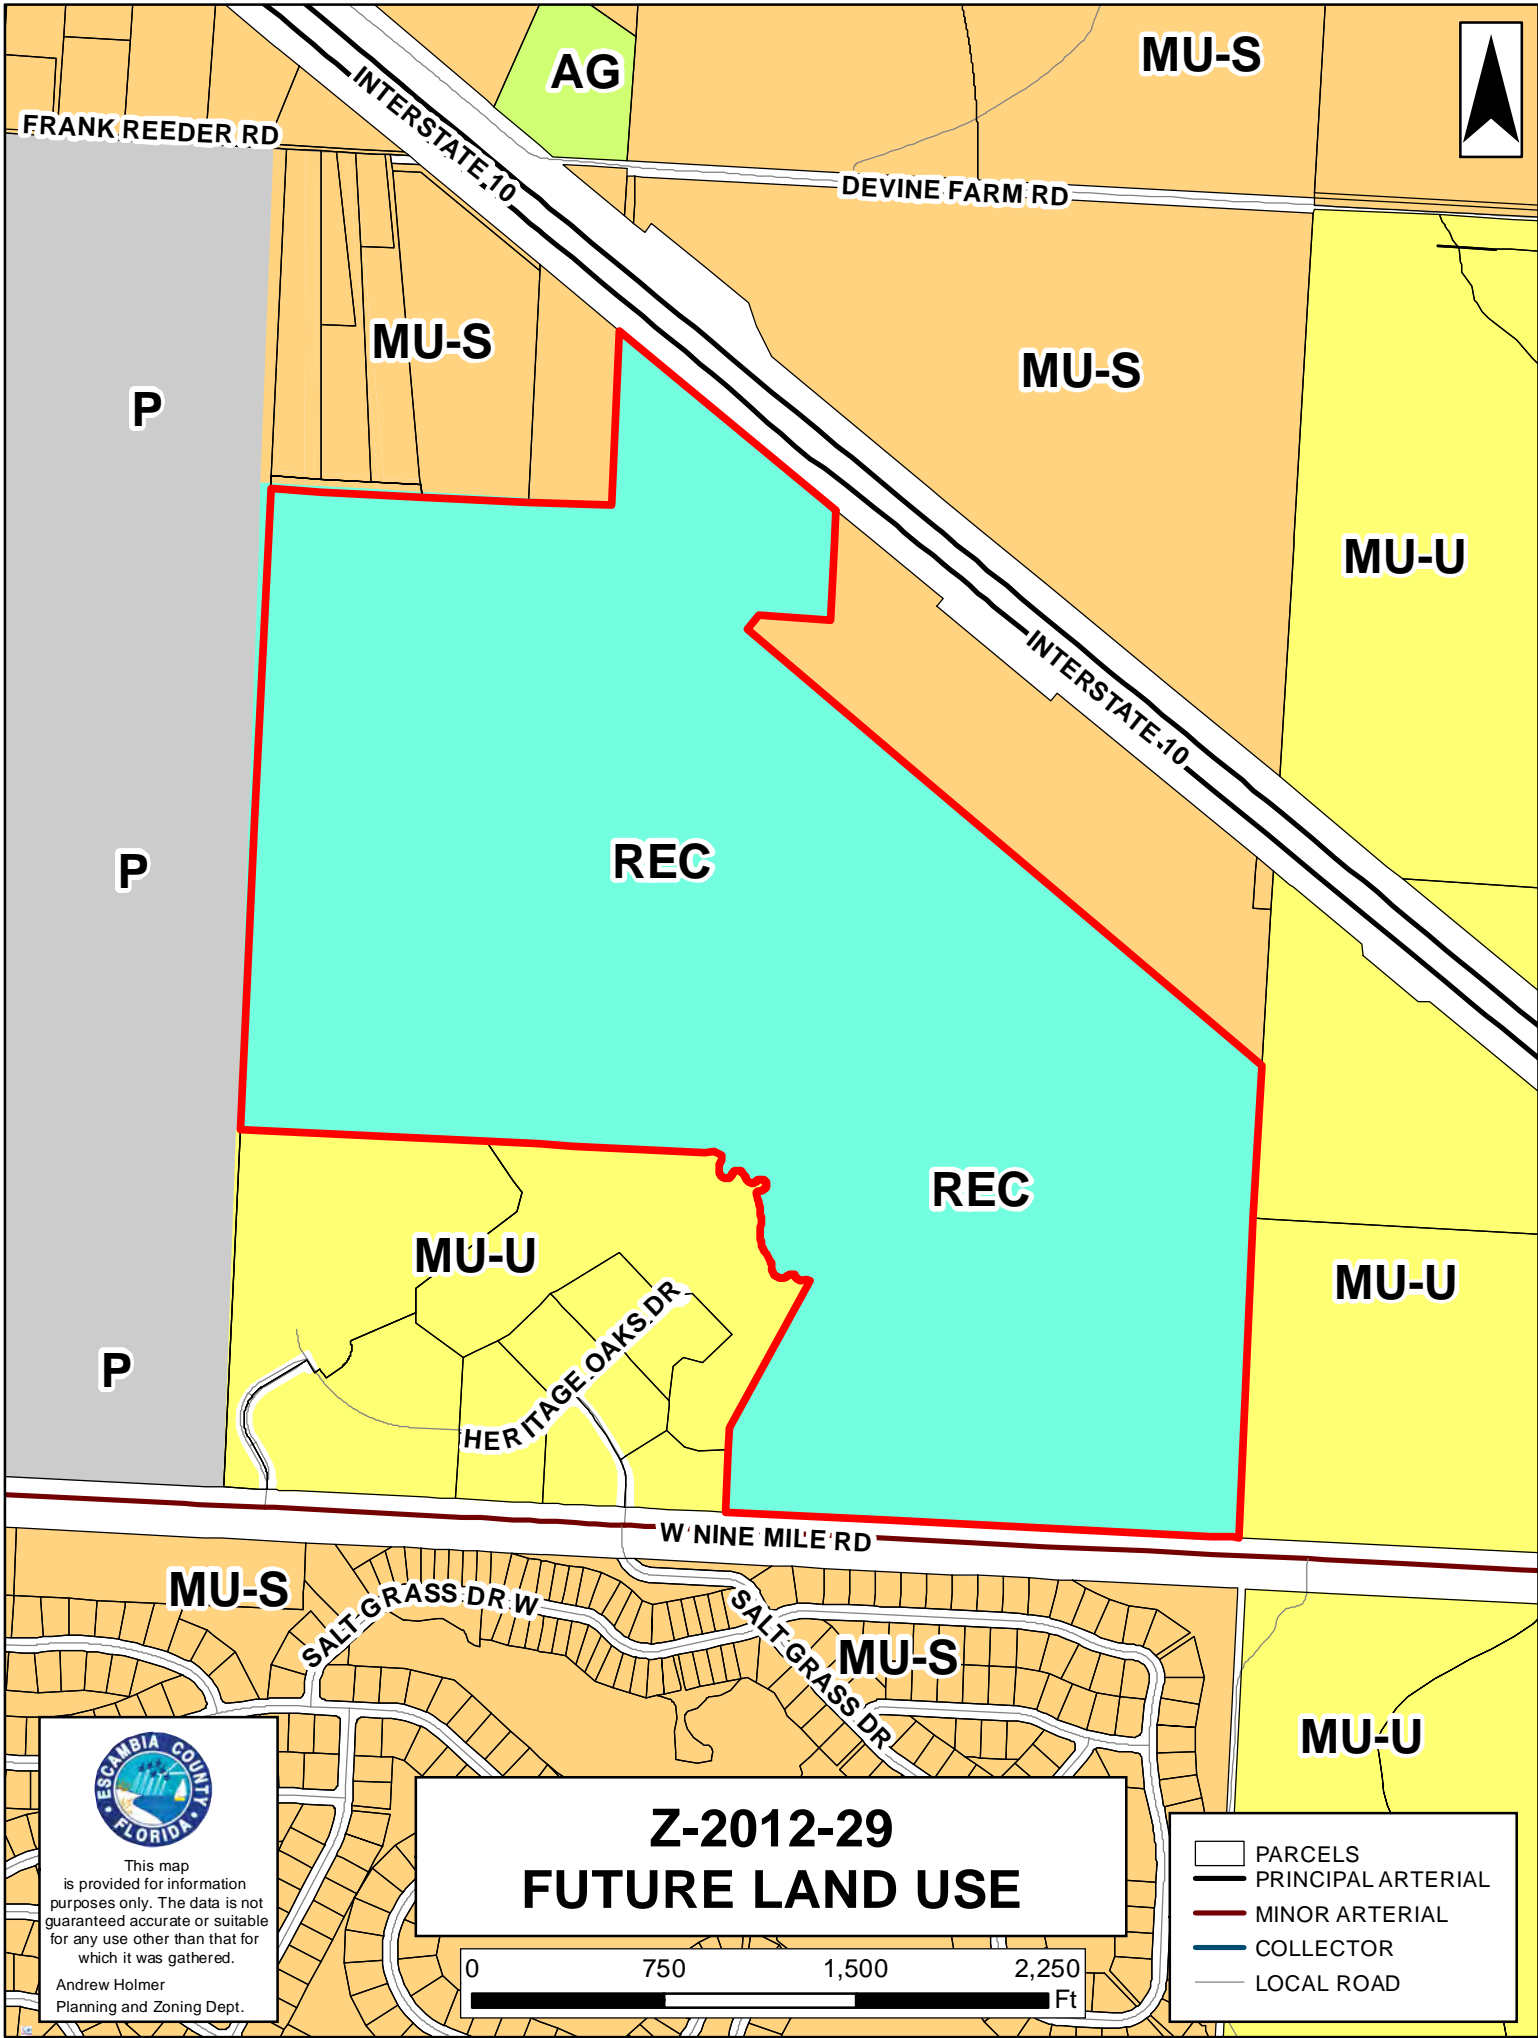 AG
MU-S
FRANK REEDER RD
INTERSTATE 10
DEVINE FARM RD
MU-S
MU-S
P
MU-U
INTERSTATE 10
REC
P
REC
MU-U
MU-U
HERITAGE OAKS DR
P
W NINE MILE RD
MU-S
SALT GRASS DR W
SALT GRASS DR
MU-S
MU-U
ESCAMBIA COUNTY
FLORIDA
This map
is provided for information
purposes only. The data is not
guaranteed accurate or suitable
for any use other than that for
which it was gathered.
Andrew Holmer
Planning and Zoning Dept.
Z-2012-29
FUTURE LAND USE
0 750 1,500 2,250
Ft
PARCELS
PRINCIPAL ARTERIAL
MINOR ARTERIAL
COLLECTOR
LOCAL ROAD